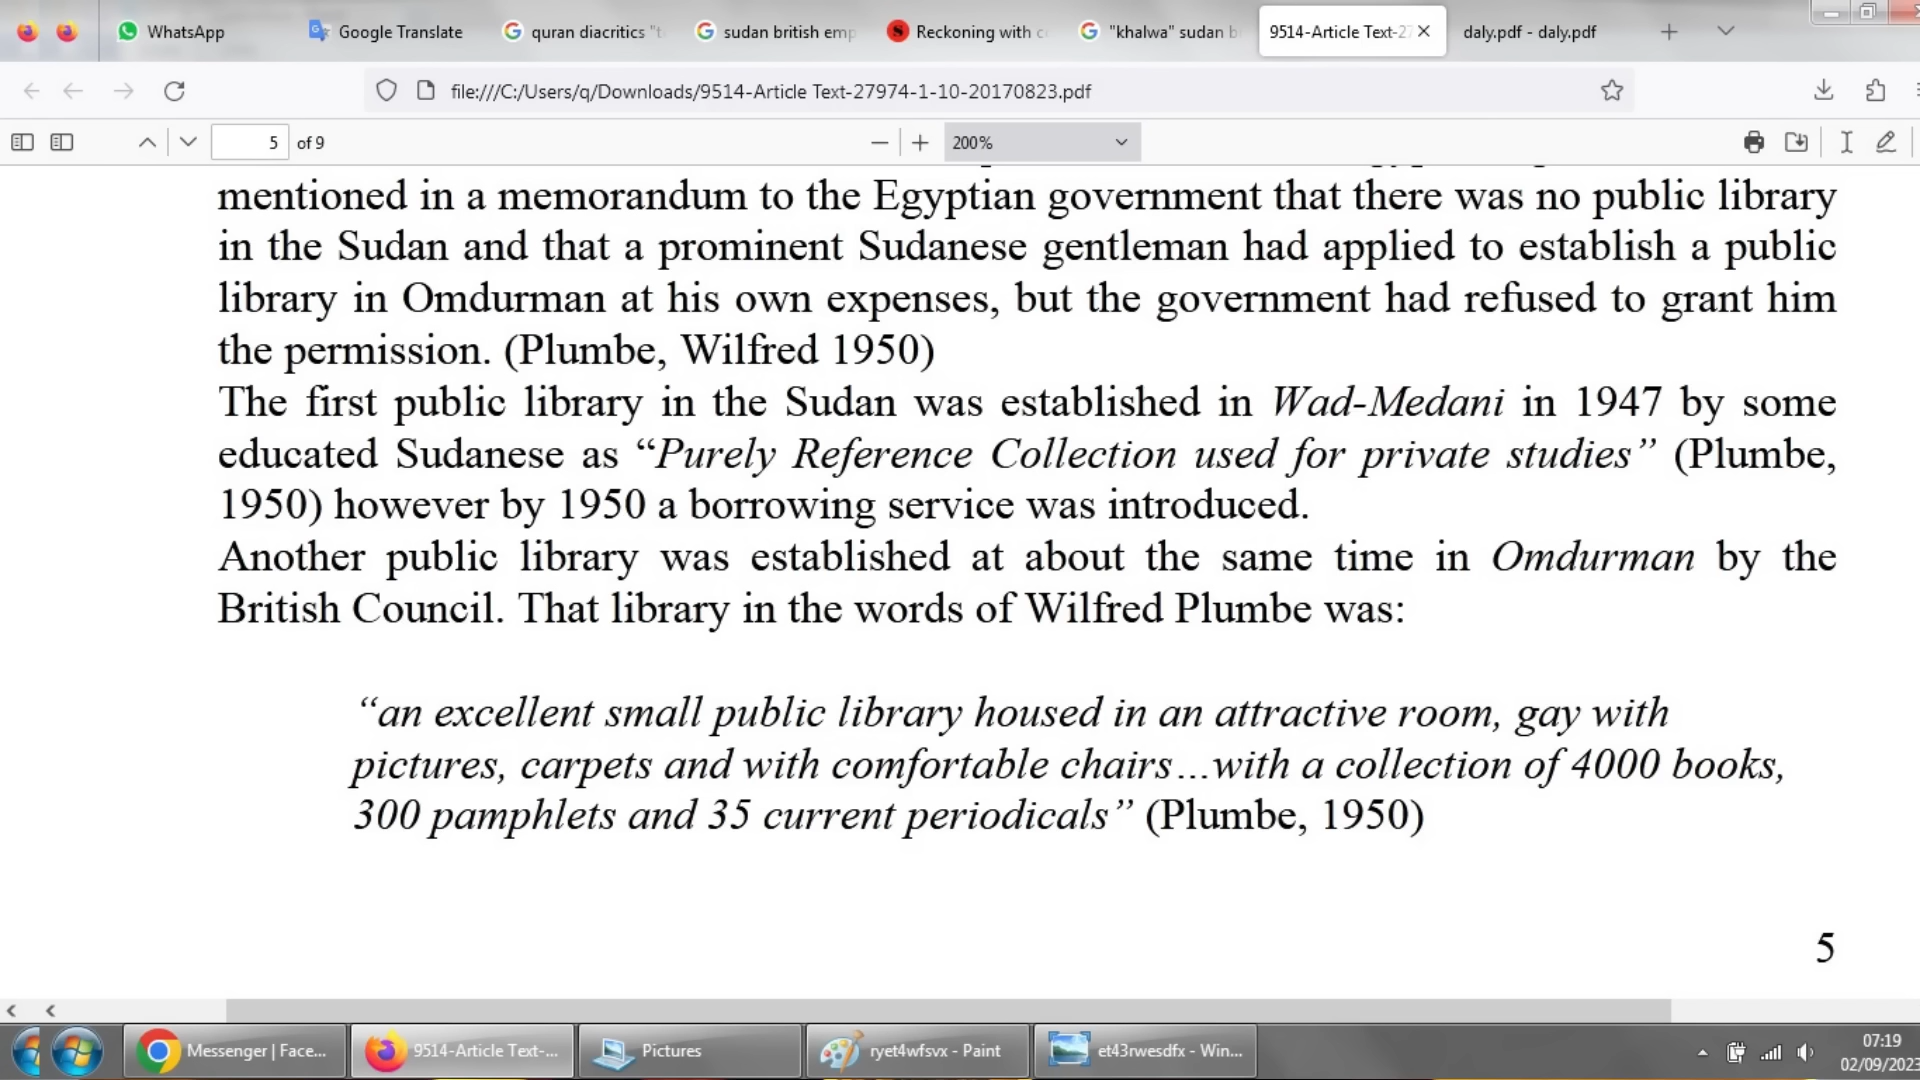 WhatsApp
Google Translate
quran diacritics "t
sudan british emp
Reckoning with c
"khalwa" sudan b
9514-Article Text-27
daly.pdf - daly.pdf
file:///C:/Users/q/Downloads/9514-Article Text-27974-1-10-20170823.pdf
5 of 9
200%
mentioned in a memorandum to the Egyptian government that there was no public library
in the Sudan and that a prominent Sudanese gentleman had applied to establish a public
library in Omdurman at his own expenses, but the government had refused to grant him
the permission. (Plumbe, Wilfred 1950)
The first public library in the Sudan was established in Wad-Medani in 1947 by some
educated Sudanese as “Purely Reference Collection used for private studies” (Plumbe,
1950) however by 1950 a borrowing service was introduced.
Another public library was established at about the same time in Omdurman by the
British Council. That library in the words of Wilfred Plumbe was:
“an excellent small public library housed in an attractive room, gay with
pictures, carpets and with comfortable chairs…with a collection of 4000 books,
300 pamphlets and 35 current periodicals” (Plumbe, 1950)
5
Messenger | Face...
9514-Article Text-...
Pictures
ryet4wfsvx - Paint
et43rwesdfx - Win...
07:19
02/09/2023